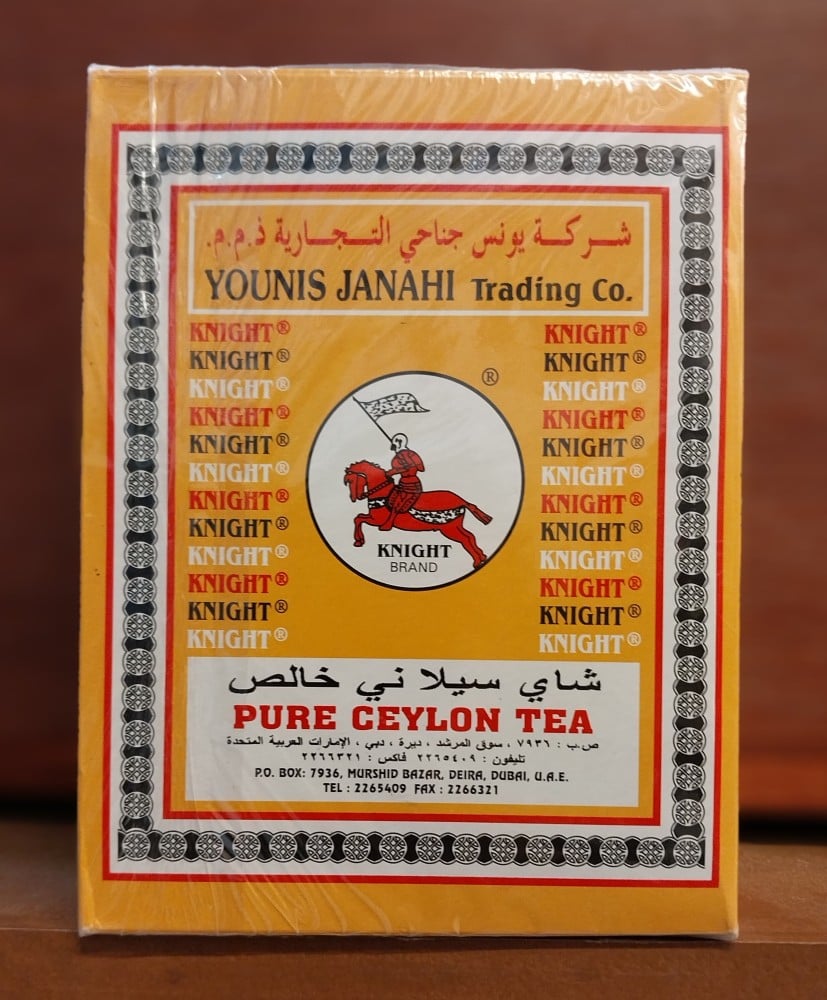 شركة يونس جناحي التجارية ذ.م.م.
YOUNIS JANAHI Trading Co.
KNIGHT®
KNIGHT®
KNIGHT®
KNIGHT®
KNIGHT®
KNIGHT®
KNIGHT®
KNIGHT®
KNIGHT®
KNIGHT®
KNIGHT®
KNIGHT®
®
KNIGHT
BRAND
KNIGHT®
KNIGHT®
KNIGHT®
KNIGHT®
KNIGHT®
KNIGHT®
KNIGHT®
KNIGHT®
KNIGHT®
KNIGHT®
KNIGHT®
KNIGHT®
شاي سيلا ني خالص
PURE CEYLON TEA
ص.ب : ٧٩٣٦ ، سوق المرشد ، ديرة ، دبي ، الإمارات العربية المتحدة
تليفون : ٢٢٦٥٤٠٩ فاكس : ٢٢٦٦٣٢١
P.O. BOX: 7936, MURSHID BAZAR, DEIRA, DUBAI, U.A.E.
TEL : 2265409 FAX : 2266321